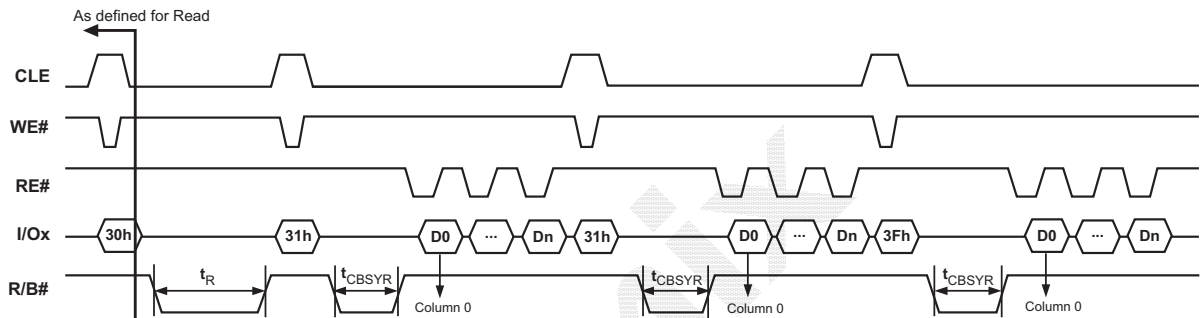 As defined for Read
CLE
WE#
RE#
I/Ox 30h 31h D0 ... Dn 31h D0 ... Dn 3Fh D0 ... Dn
R/B# tR tCBSYR tCBSYR tCBSYR
Column 0 Column 0 Column 0